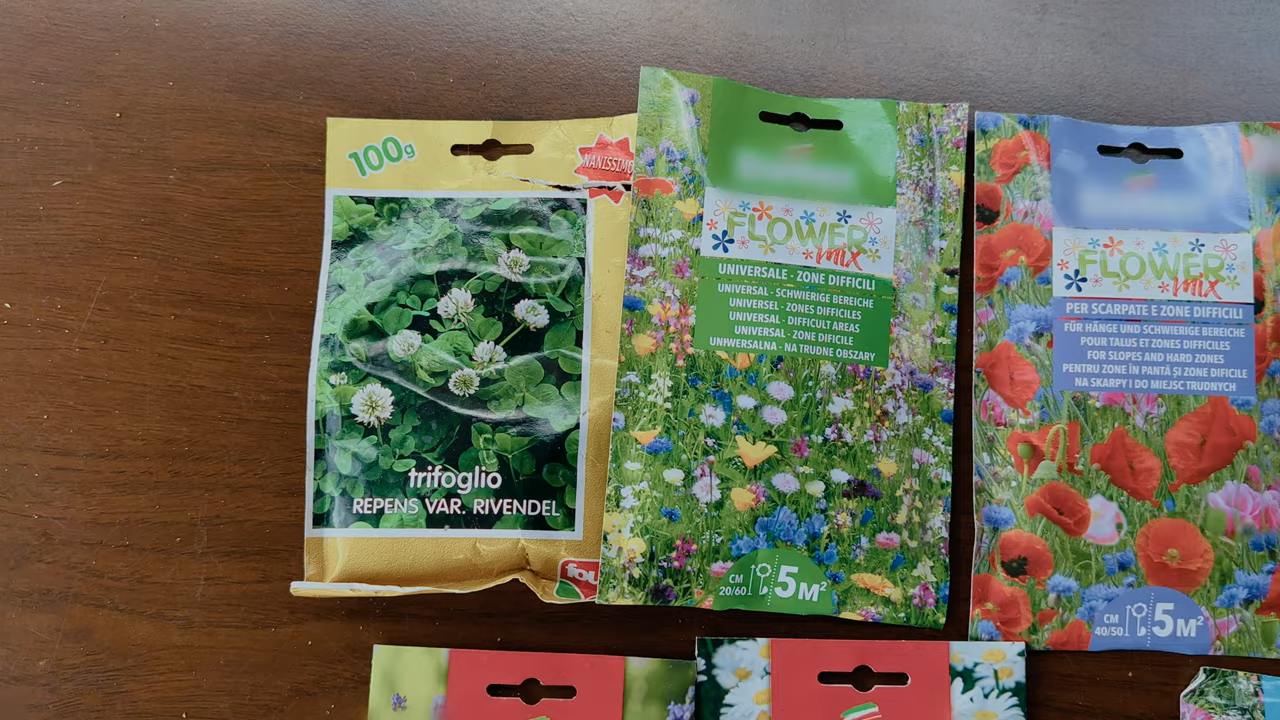 100g
NANISSIMO
trifoglio
REPENS VAR. RIVENDEL
FLOWER
mix
UNIVERSALE - ZONE DIFFICILI
UNIVERSAL - SCHWIERIGE BEREICHE
UNIVERSEL - ZONES DIFFICILES
UNIVERSAL - DIFFICULT AREAS
UNIVERSAL - ZONE DIFICILE
UNIWERSALNA - NA TRUDNE OBSZARY
CM
20/60
5M²
FLOWER
mix
PER SCARPATE E ZONE DIFFICILI
FÜR HÄNGE UND SCHWIERIGE BEREICHE
POUR TALUS ET ZONES DIFFICILES
FOR SLOPES AND HARD ZONES
PENTRU ZONE ÎN PANTĂ ŞI ZONE DIFICILE
NA SKARPY I DO MIEJSC TRUDNYCH
CM
40/50
5M²